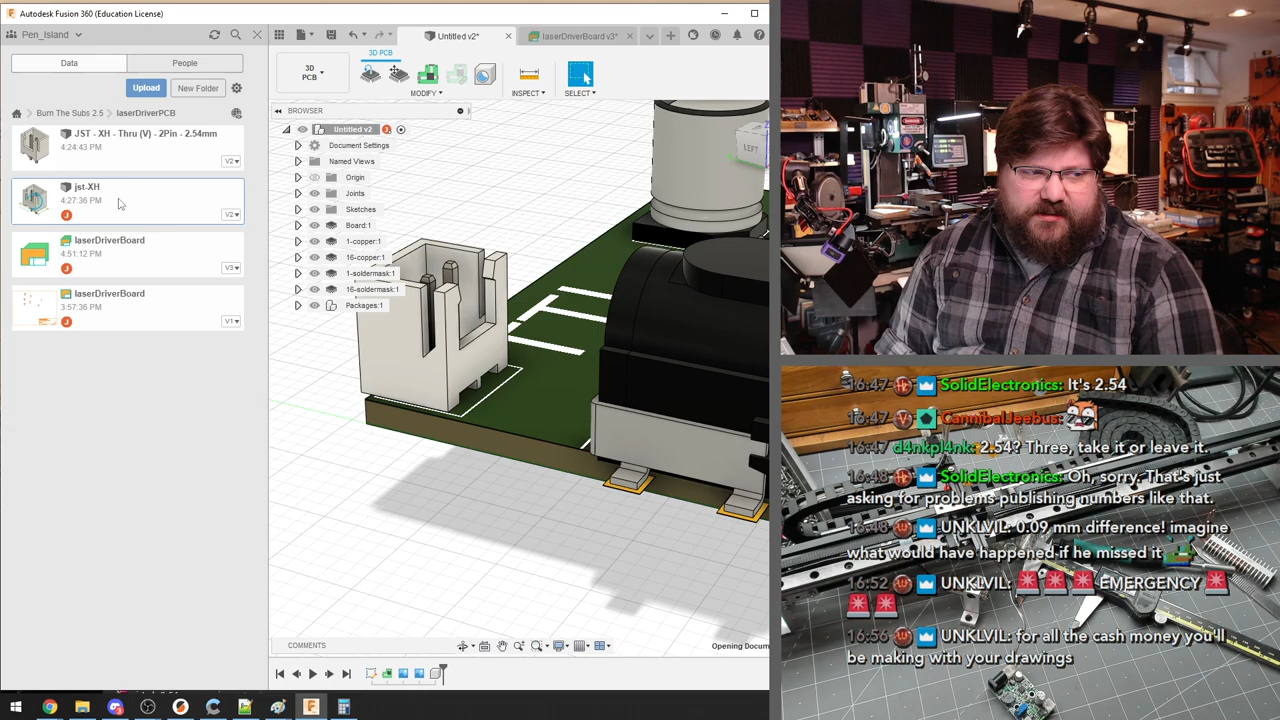 Autodesk Fusion 360 (Education License)
Pen_Island
Untitled v2*
laserDriverBoard v3*
Data
People
Upload
New Folder
Burn The Subs 2.
laserDriverPCB
JST - XH - Thru (V) - 2Pin - 2.54mm
4:24:43 PM
V2
jst-XH
4:27:36 PM
V2
laserDriverBoard
4:51:12 PM
V3
laserDriverBoard
3:57:36 PM
V1
3D PCB
3D
PCB
MODIFY
INSPECT
SELECT
BROWSER
Untitled v2
Document Settings
Named Views
Origin
Joints
Sketches
Board:1
1-copper:1
16-copper:1
1-soldermask:1
16-soldermask:1
Packages:1
LEFT
COMMENTS
Opening Docum
16:47 SolidElectronics: It's 2.54
16:47 CannibalJeebus:
16:47 d4nkpl4nk: 2.54? Three, take it or leave it.
16:48 SolidElectronics: Oh, sorry. That's just
asking for problems publishing numbers like that.
16:48 UNKLVIL: 0.09 mm difference! imagine
what would have happened if he missed it
16:52 UNKLVIL: 🚨🚨🚨 EMERGENCY 🚨
🚨🚨
16:56 UNKLVIL: for all the cash money you'll
be making with your drawings